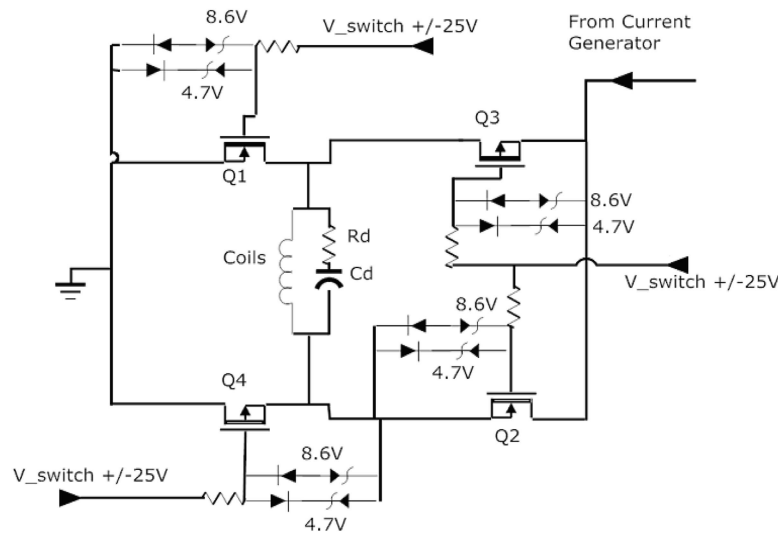 8.6V
V_switch +/-25V
From Current
Generator
4.7V
Q3
Q1
8.6V
4.7V
Rd
Coils
Cd
V_switch +/-25V
8.6V
4.7V
Q4
Q2
8.6V
V_switch +/-25V
4.7V